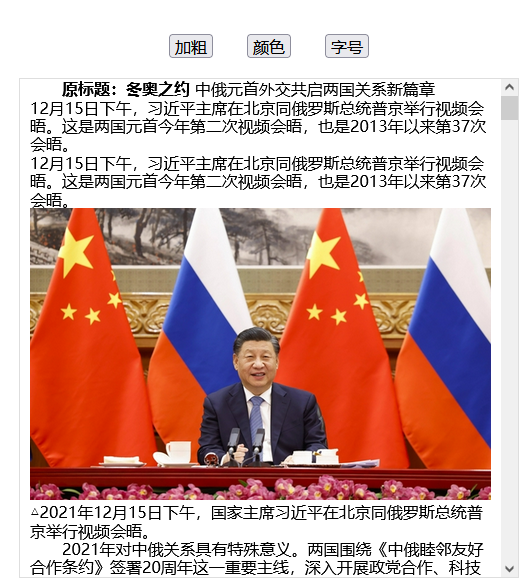 加粗 颜色 字号
原标题：冬奥之约 中俄元首外交共启两国关系新篇章
12月15日下午，习近平主席在北京同俄罗斯总统普京举行视频会
晤。这是两国元首今年第二次视频会晤，也是2013年以来第37次
会晤。
12月15日下午，习近平主席在北京同俄罗斯总统普京举行视频会
晤。这是两国元首今年第二次视频会晤，也是2013年以来第37次
会晤。
△2021年12月15日下午，国家主席习近平在北京同俄罗斯总统普
京举行视频会晤。
2021年对中俄关系具有特殊意义。两国围绕《中俄睦邻友好
合作条约》签署20周年这一重要主线，深入开展政党合作、科技